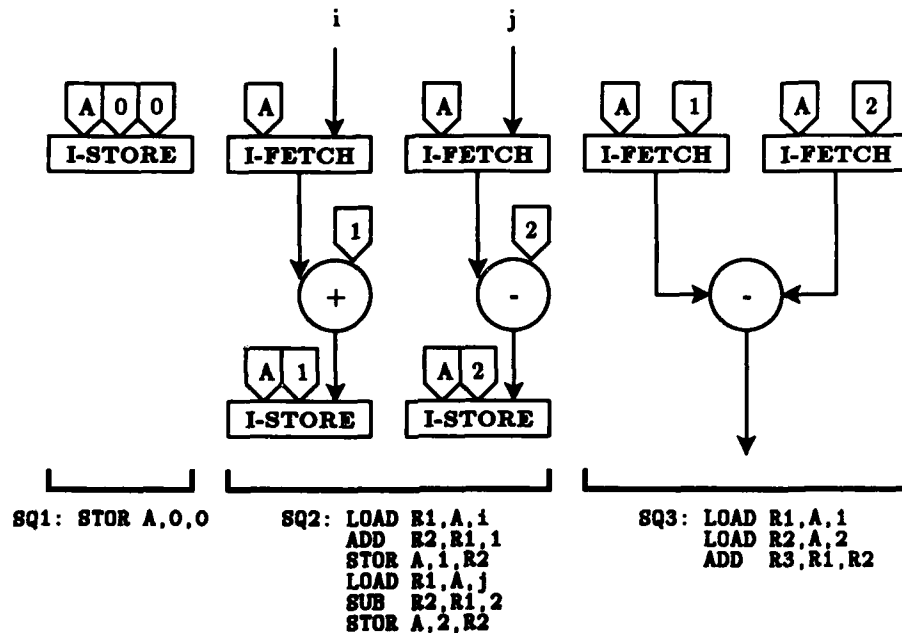 i j
A 0 0 A A A 1 A 2
I-STORE I-FETCH I-FETCH I-FETCH I-FETCH
1 2
+ - -
A 1 A 2
I-STORE I-STORE
SQ1: STOR A,0,0 SQ2: LOAD R1,A,i SQ3: LOAD R1,A,1
ADD R2,R1,1 LOAD R2,A,2
STOR A,1,R2 ADD R3,R1,R2
LOAD R1,A,j
SUB R2,R1,2
STOR A,2,R2